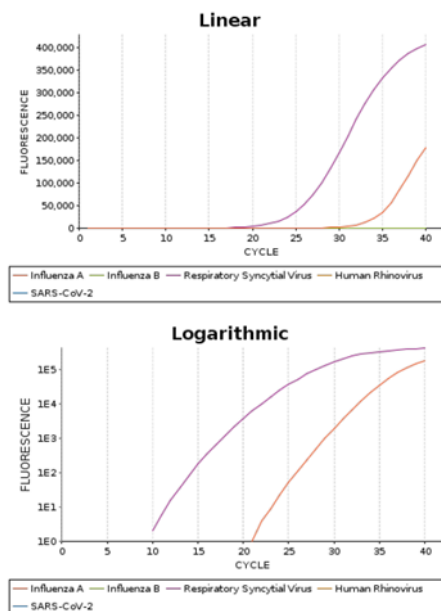 Linear
FLUORESCENCE
400,000
350,000
300,000
250,000
200,000
150,000
100,000
50,000
0
5 10 15 20 25 30 35 40
CYCLE
Influenza A Influenza B Respiratory Syncytial Virus Human Rhinovirus
SARS-CoV-2
Logarithmic
FLUORESCENCE
1E5
1E4
1E3
1E2
1E1
1E0
0 5 10 15 20 25 30 35 40
CYCLE
Influenza A Influenza B Respiratory Syncytial Virus Human Rhinovirus
SARS-CoV-2